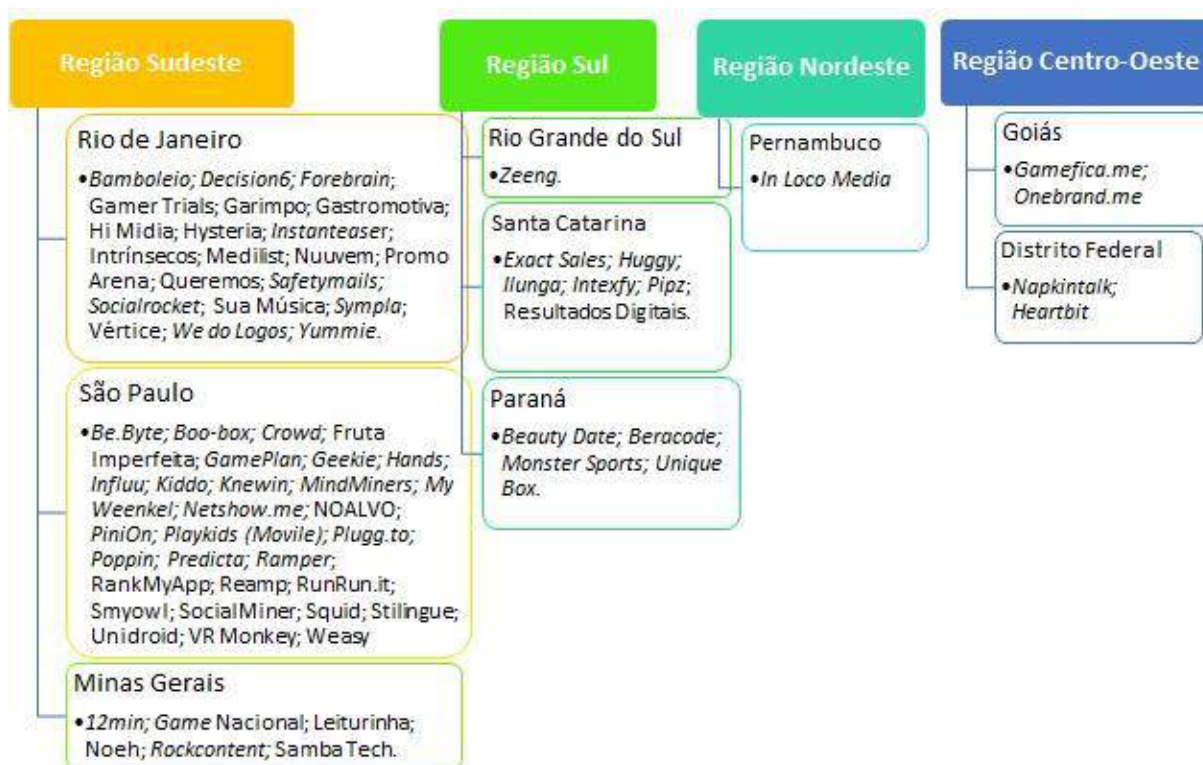 Região Sudeste
Rio de Janeiro
•Bamboleio; Decision6; Forebrain;
Gamer Trials; Garimpo; Gastromotiva;
Hi Midia; Hysteria; Instanteaser;
Intrínsecos; Medilist; Nuuvem; Promo
Arena; Queremos; Safetymails;
Socialrocket; Sua Música; Sympla;
Vértice; We do Logos; Yummie.
São Paulo
•Be.Byte; Boo-box; Crowd; Fruta
Imperfeita; GamePlan; Geekie; Hands;
Influu; Kiddo; Knewin; MindMiners; My
Weenkel; Netshow.me; NOALVO;
PiniOn; Playkids (Movile); Plugg.to;
Poppin; Predicta; Ramper;
RankMyApp; Reamp; RunRun.it;
Smyowl; SocialMiner; Squid; Stilingue;
Unidroid; VR Monkey; Weasy
Minas Gerais
•12min; Game Nacional; Leiturinha;
Noeh; Rockcontent; Samba Tech.
Região Sul
Rio Grande do Sul
•Zeeng.
Santa Catarina
•Exact Sales; Huggy;
Ilunga; Intexfy; Pipz;
Resultados Digitais.
Paraná
•Beauty Date; Beracode;
Monster Sports; Unique
Box.
Região Nordeste
Pernambuco
•In Loco Media
Região Centro-Oeste
Goiás
•Gamefica.me;
Onebrand.me
Distrito Federal
•Napkintalk;
Heartbit